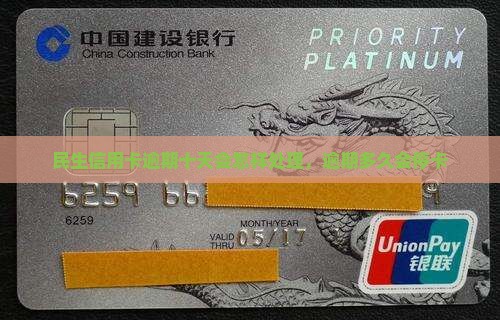 中国建设银行
China Construction Bank
PRIORITY
PLATINUM
民生信用卡逾期十天会怎样处理，逾期多久会停卡
6259 66
9
6259
MONTH/YEAR
VALID
THRU
05/17
UnionPay
银联